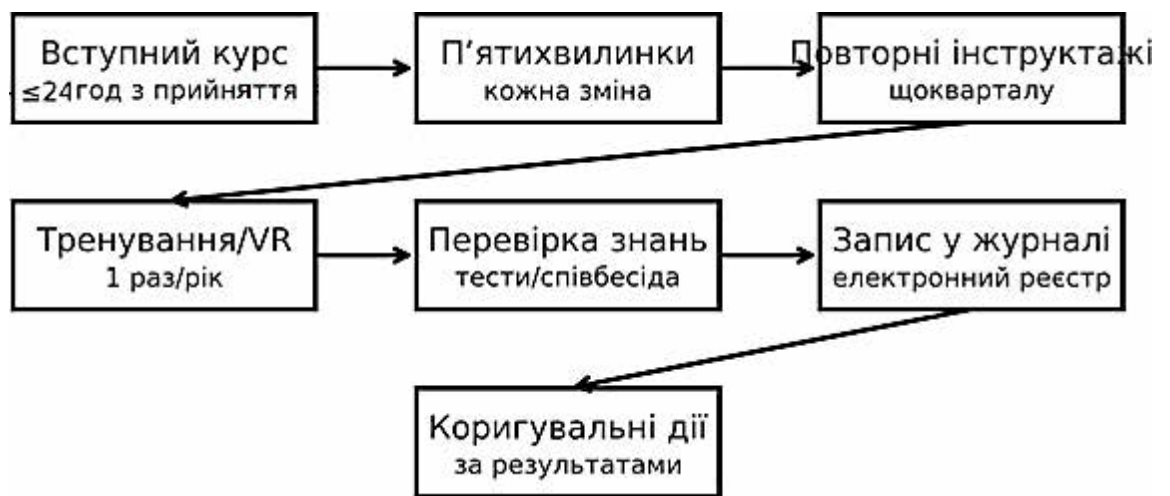 Вступний курс
≤24год з прийняття
П‘ятихвилинки
кожна зміна
Повторні інструктажі
щокварталу
Тренування/VR
1 раз/рік
Перевірка знань
тести/співбесіда
Запис у журналі
електронний реєстр
Коригувальні дії
за результатами